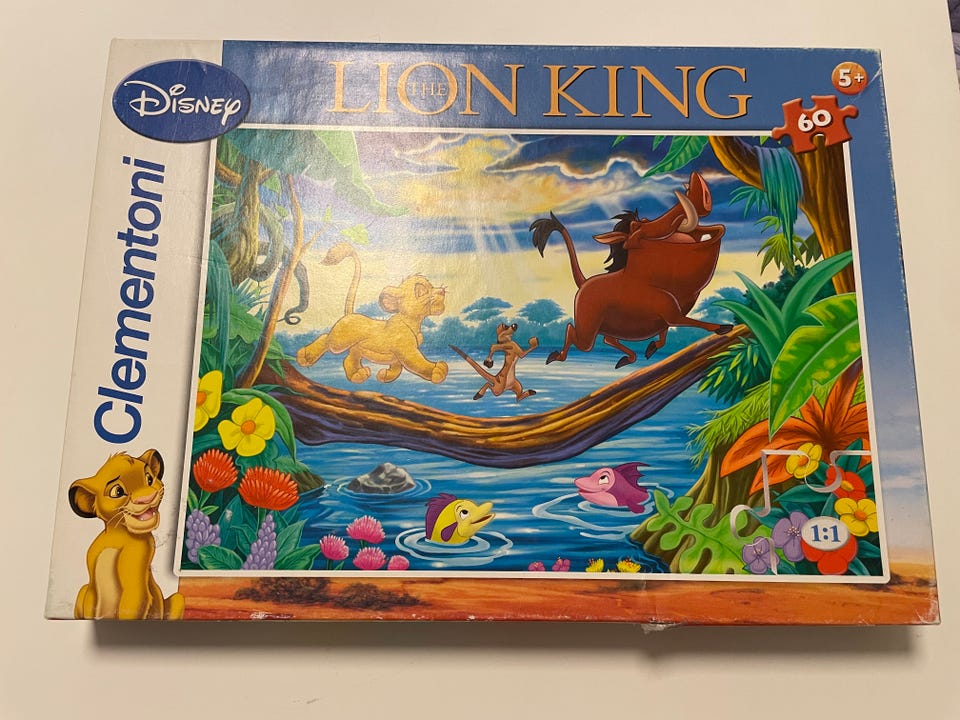 Disney
THE LION KING
5+
60
Clementoni
1:1